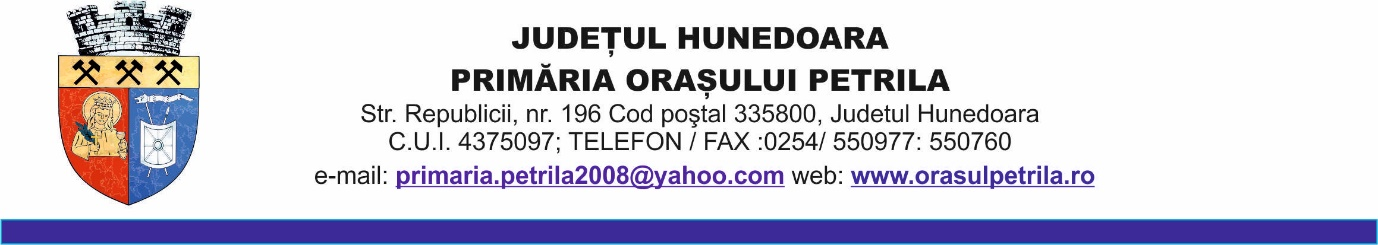 JUDEȚUL HUNEDOARA
PRIMĂRIA ORAȘULUI PETRILA
Str. Republicii, nr. 196 Cod poştal 335800, Judetul Hunedoara
C.U.I. 4375097; TELEFON / FAX :0254/ 550977: 550760
e-mail: primaria.petrila2008@yahoo.com web: www.orasulpetrila.ro